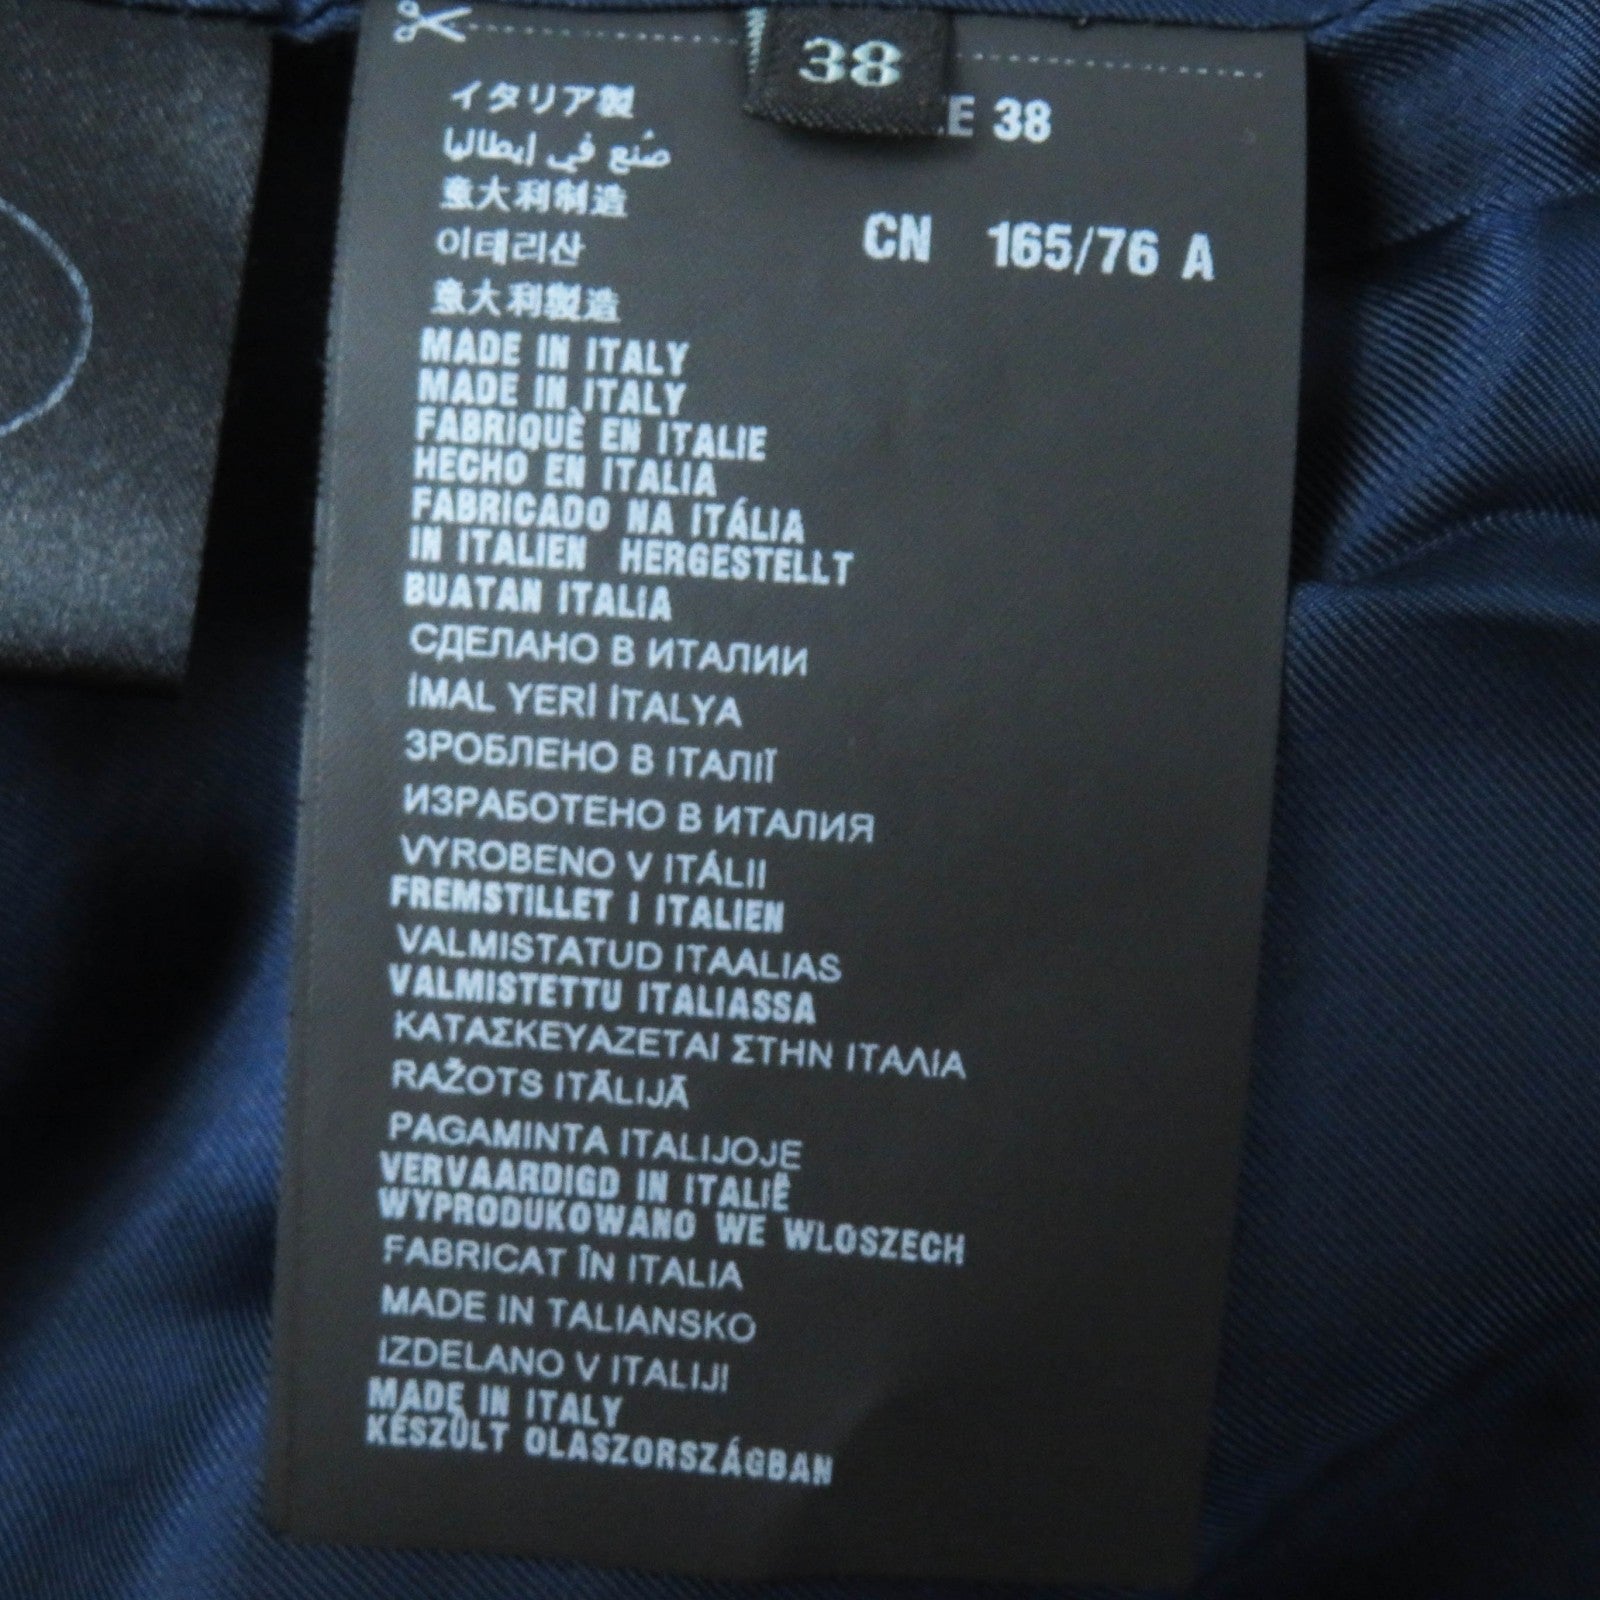 38
E 38
CN 165/76 A
イタリア製
صُنع في إيطاليا
意大利制造
이태리산
意大利製造
MADE IN ITALY
MADE IN ITALY
FABRIQUÈ EN ITALIE
HECHO EN ITALIA
FABRICADO NA ITÁLIA
IN ITALIEN HERGESTELLT
BUATAN ITALIA
СДЕЛАНО В ИТАЛИИ
İMAL YERİ İTALYA
ЗРОБЛЕНО В ІТАЛІЇ
ИЗРАБОТЕНО В ИТАЛИЯ
VYROBENO V ITÁLII
FREMSTILLET I ITALIEN
VALMISTATUD ITAALIAS
VALMISTETTU ITALIASSA
ΚΑΤΑΣΚΕΥΑΖΕΤΑΙ ΣΤΗΝ ΙΤΑΛΙΑ
RAŽOTS ITĀLIJĀ
PAGAMINTA ITALIJOJE
VERVAARDIGD IN ITALIË
WYPRODUKOWANO WE WLOSZECH
FABRICAT ÎN ITALIA
MADE IN TALIANSKO
IZDELANO V ITALIJI
MADE IN ITALY
KÉSZÜLT OLASZORSZÁGBAN